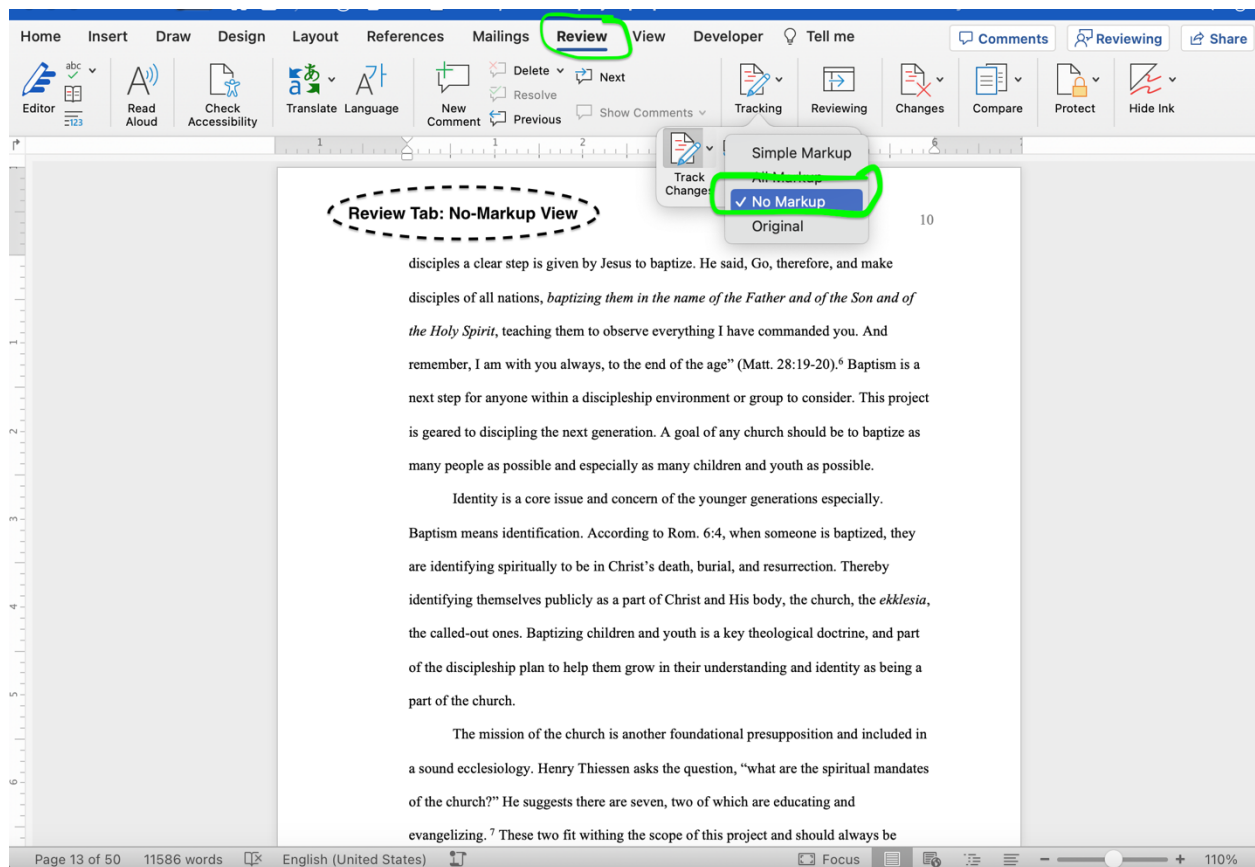 Home Insert Draw Design Layout References Mailings Review View Developer Tell me Comments Reviewing Share
abc
123
Editor
Read Aloud
Check Accessibility
Translate
Language
New Comment
Delete
Resolve
Previous
Next
Show Comments
Tracking
Reviewing
Changes
Compare
Protect
Hide Ink
1 1 2 6
Track Changes
Simple Markup
All Markup
✓ No Markup
Original
Review Tab: No-Markup View
10
disciples a clear step is given by Jesus to baptize. He said, Go, therefore, and make
disciples of all nations, baptizing them in the name of the Father and of the Son and of
the Holy Spirit, teaching them to observe everything I have commanded you. And
remember, I am with you always, to the end of the age” (Matt. 28:19-20).⁶ Baptism is a
next step for anyone within a discipleship environment or group to consider. This project
is geared to discipling the next generation. A goal of any church should be to baptize as
many people as possible and especially as many children and youth as possible.
Identity is a core issue and concern of the younger generations especially.
Baptism means identification. According to Rom. 6:4, when someone is baptized, they
are identifying spiritually to be in Christ’s death, burial, and resurrection. Thereby
identifying themselves publicly as a part of Christ and His body, the church, the ekklesia,
the called-out ones. Baptizing children and youth is a key theological doctrine, and part
of the discipleship plan to help them grow in their understanding and identity as being a
part of the church.
The mission of the church is another foundational presupposition and included in
a sound ecclesiology. Henry Thiessen asks the question, “what are the spiritual mandates
of the church?” He suggests there are seven, two of which are educating and
evangelizing. ⁷ These two fit withing the scope of this project and should always be
1
2
3
4
5
6
Page 13 of 50 11586 words English (United States) Focus 110%